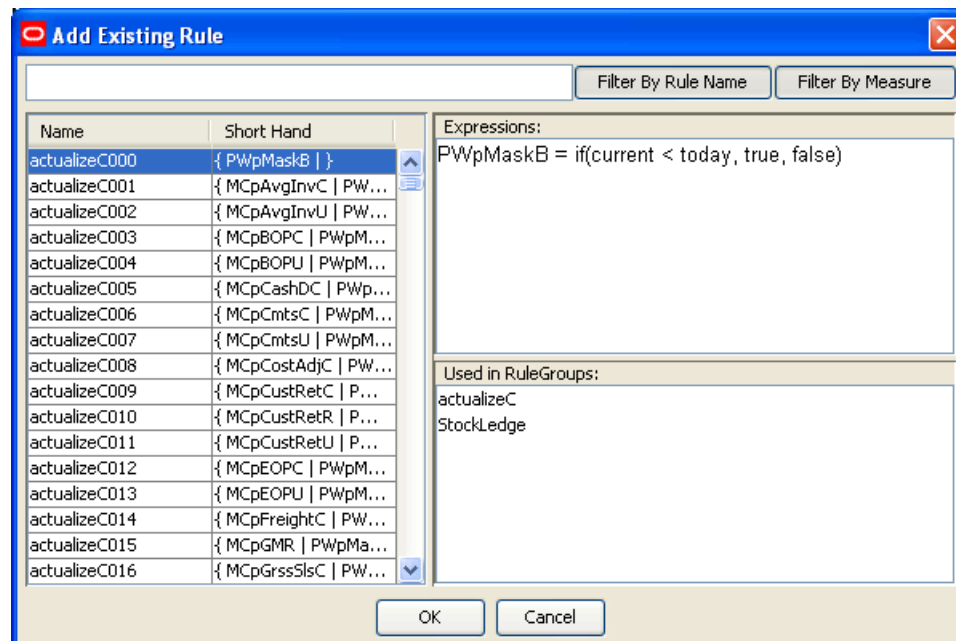 Add Existing Rule
Filter By Rule Name Filter By Measure
Name Short Hand
actualizeC000 { PWpMaskB | }
actualizeC001 { MCpAvgInvC | PW...
actualizeC002 { MCpAvgInvU | PW...
actualizeC003 { MCpBOPC | PWpM...
actualizeC004 { MCpBOPU | PWpM...
actualizeC005 { MCpCashDC | PWp...
actualizeC006 { MCpCmtsC | PWpM...
actualizeC007 { MCpCmtsU | PWpM...
actualizeC008 { MCpCostAdjC | PW...
actualizeC009 { MCpCustRetC | P...
actualizeC010 { MCpCustRetR | P...
actualizeC011 { MCpCustRetU | P...
actualizeC012 { MCpEOPC | PWpM...
actualizeC013 { MCpEOPU | PWpM...
actualizeC014 { MCpFreightC | PW...
actualizeC015 { MCpGMR | PWpMa...
actualizeC016 { MCpGrssSlsC | PW...
Expressions:
PWpMaskB = if(current < today, true, false)
Used in RuleGroups:
actualizeC
StockLedge
OK Cancel